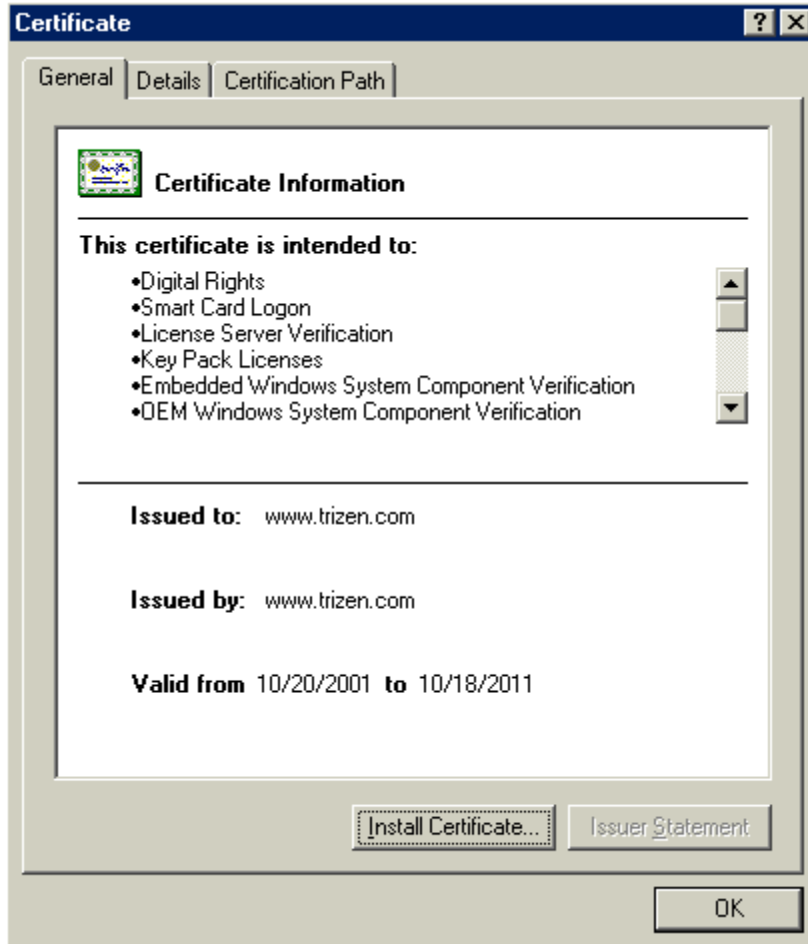 Certificate
General Details Certification Path
Certificate Information
This certificate is intended to:
•Digital Rights
•Smart Card Logon
•License Server Verification
•Key Pack Licenses
•Embedded Windows System Component Verification
•OEM Windows System Component Verification
Issued to: www.trizen.com
Issued by: www.trizen.com
Valid from 10/20/2001 to 10/18/2011
Install Certificate... Issuer Statement
OK